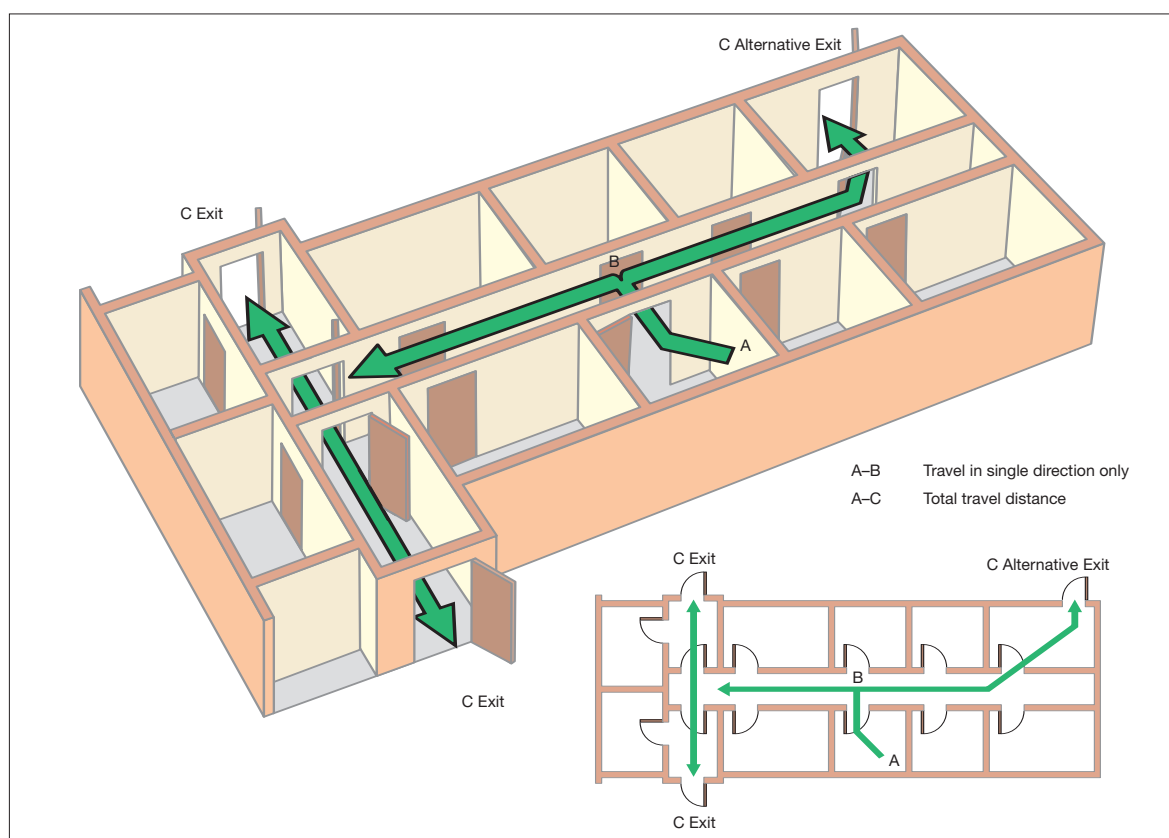 C Alternative Exit
C Exit
B
A
A–B Travel in single direction only
A–C Total travel distance
C Exit
C Exit
C Alternative Exit
B
A
C Exit